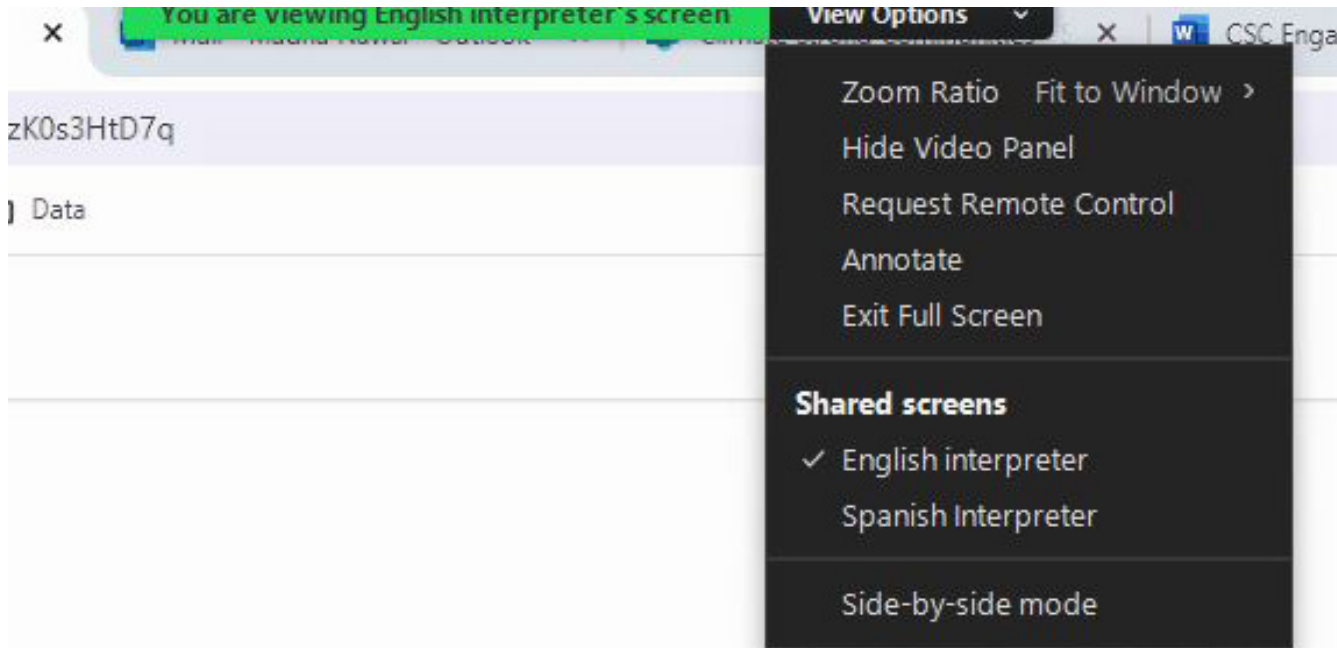 You are viewing English interpreter's screen View Options
CSC Enga
zK0s3HtD7q
Data
Zoom Ratio Fit to Window >
Hide Video Panel
Request Remote Control
Annotate
Exit Full Screen
Shared screens
✓ English interpreter
Spanish Interpreter
Side-by-side mode